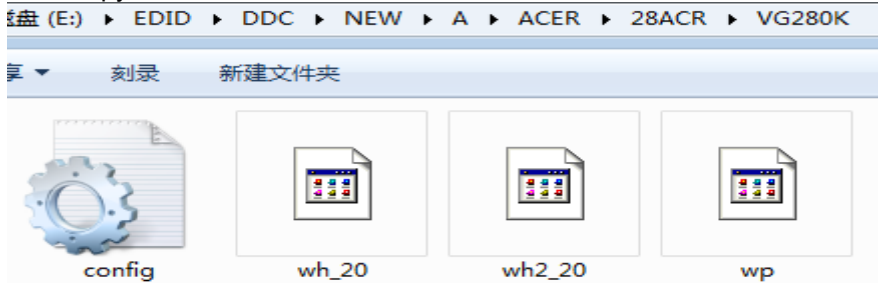 盘 (E:) ▸ EDID ▸ DDC ▸ NEW ▸ A ▸ ACER ▸ 28ACR ▸ VG280K
享 ▾ 刻录 新建文件夹
config wh_20 wh2_20 wp